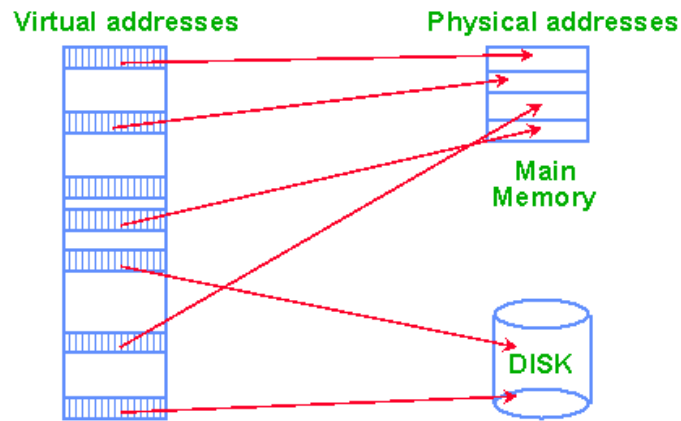 Virtual addresses
Physical addresses
Main
Memory
DISK